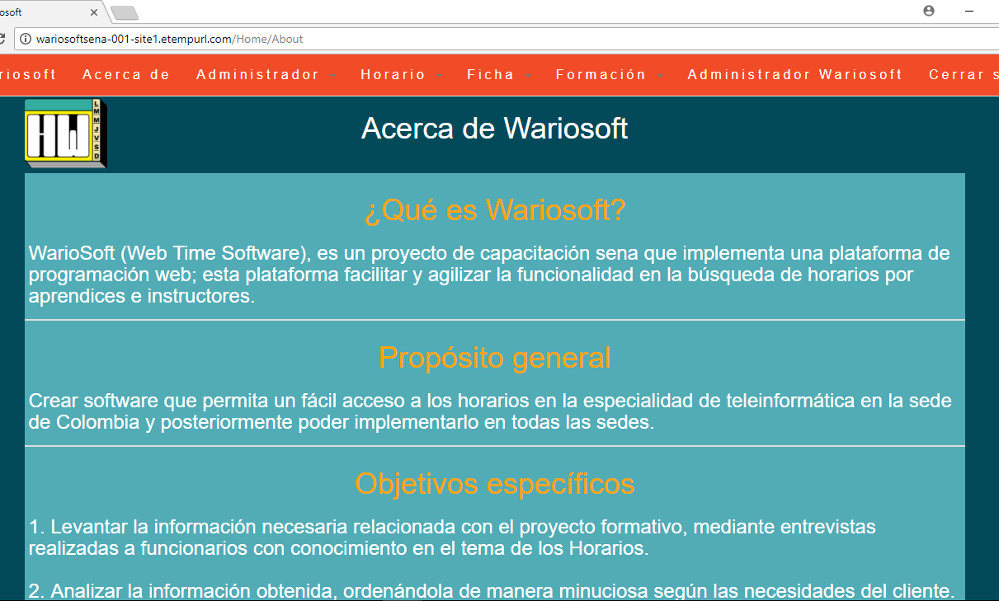 osoft
wariosoftsena-001-site1.etempurl.com/Home/About
riosoft Acerca de Administrador Horario Ficha Formación Administrador Wariosoft Cerrar s
HW
L
M
M
J
V
S
D
Acerca de Wariosoft
¿Qué es Wariosoft?
WarioSoft (Web Time Software), es un proyecto de capacitación sena que implementa una plataforma de
programación web; esta plataforma facilitar y agilizar la funcionalidad en la búsqueda de horarios por
aprendices e instructores.
Propósito general
Crear software que permita un fácil acceso a los horarios en la especialidad de teleinformática en la sede
de Colombia y posteriormente poder implementarlo en todas las sedes.
Objetivos específicos
1. Levantar la información necesaria relacionada con el proyecto formativo, mediante entrevistas
realizadas a funcionarios con conocimiento en el tema de los Horarios.
2. Analizar la información obtenida, ordenándola de manera minuciosa según las necesidades del cliente.